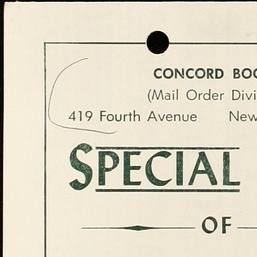 CONCORD BOO
(Mail Order Divi
419 Fourth Avenue New
SPECIAL
OF